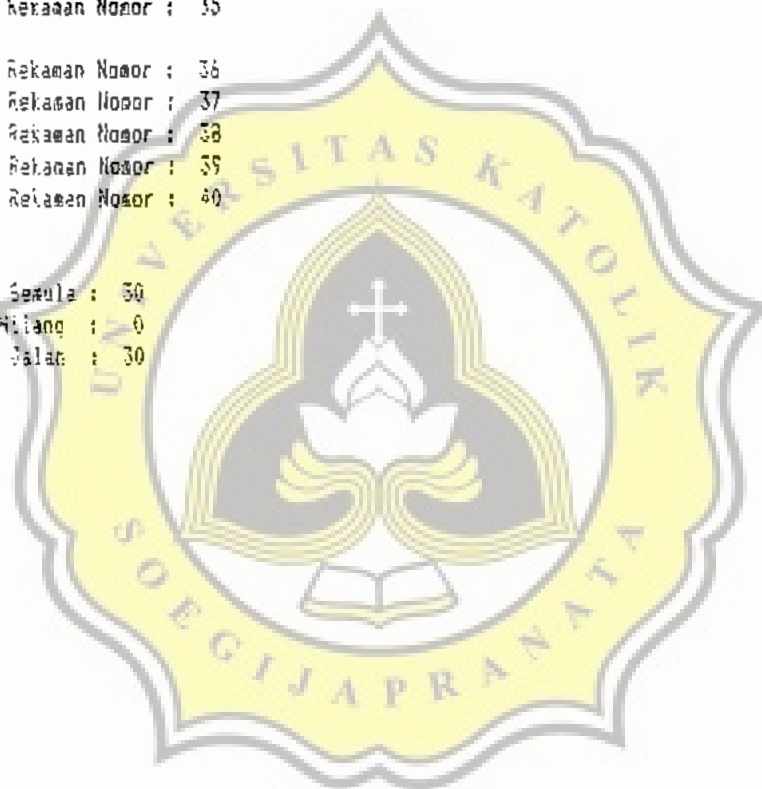 Rekaman Nomor : 35
Rekaman Nomor : 36
Rekaman Nomor : 37
Rekaman Nomor : 38
Rekaman Nomor : 39
Rekaman Nomor : 40
Semula : 30
Hilang : 0
Jalan : 30
UNIVERSITAS KATOLIK
SOEGIJAPRANATA